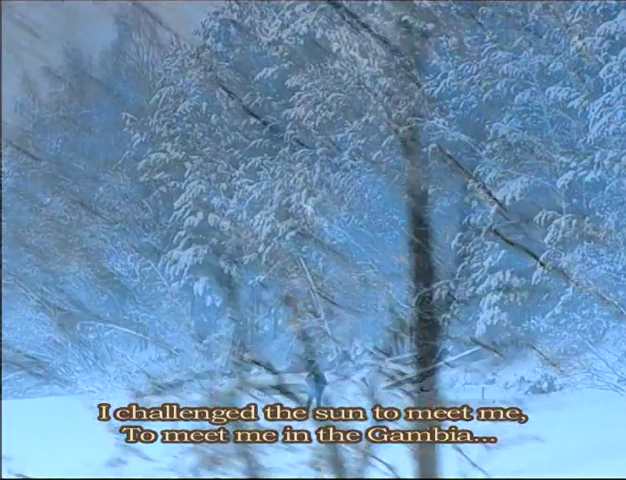 I challenged the sun to meet me,
To meet me in the Gambia...